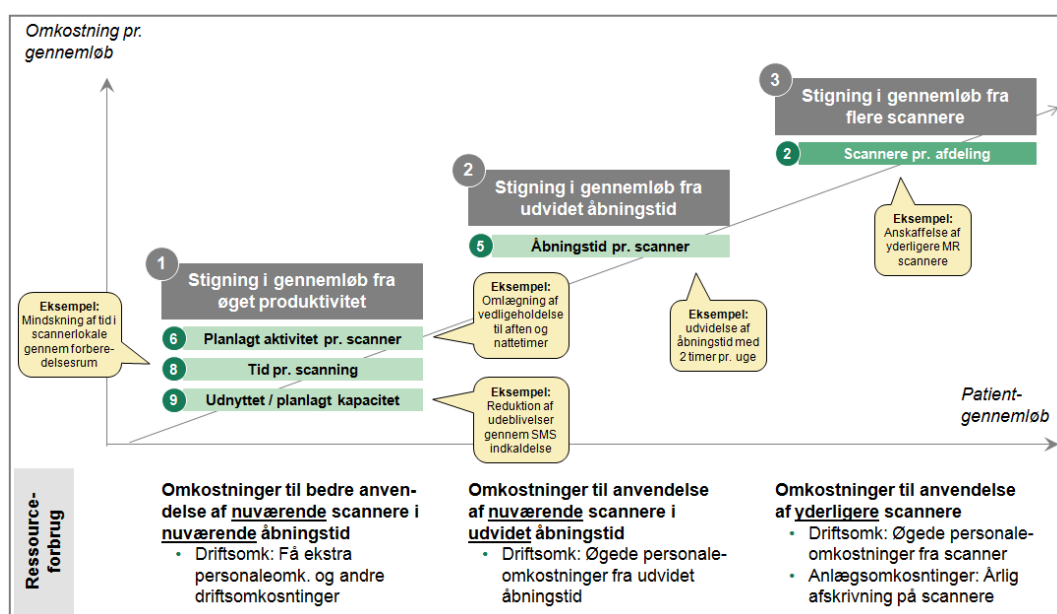 Omkostning pr.
gennemløb
3
Stigning i gennemløb fra
flere scannere
2
Scannere pr. afdeling
Eksempel:
Anskaffelse af
yderligere MR
scannere
2
Stigning i gennemløb fra
udvidet åbningstid
5
Åbningstid pr. scanner
Eksempel:
udvidelse af
åbningstid med
2 timer pr. uge
1
Stigning i gennemløb fra
øget produktivitet
6
Planlagt aktivitet pr. scanner
8
Tid pr. scanning
9
Udnyttet / planlagt kapacitet
Eksempel:
Mindskning af tid i
scannerlokale
gennem forbere-
delsesrum
Eksempel:
Omlægning af
vedligeholdelse
til aften og
nattetimer
Eksempel:
Reduktion af
udeblivelser
gennem SMS
indkaldelse
Patient-
gennemløb
Ressource-
forbrug
Omkostninger til bedre anven-
delse af nuværende scannere i
nuværende åbningstid
• Driftsomk: Få ekstra
personaleomk. og andre
driftsomkosntinger
Omkostninger til anvendelse
af nuværende scannere i
udvidet åbningstid
• Driftsomk: Øgede personale-
omkostninger fra udvidet
åbningstid
Omkostninger til anvendelse
af yderligere scannere
• Driftsomk: Øgede personale-
omkostninger fra scanner
• Anlægsomkosntinger: Årlig
afskrivning på scannere